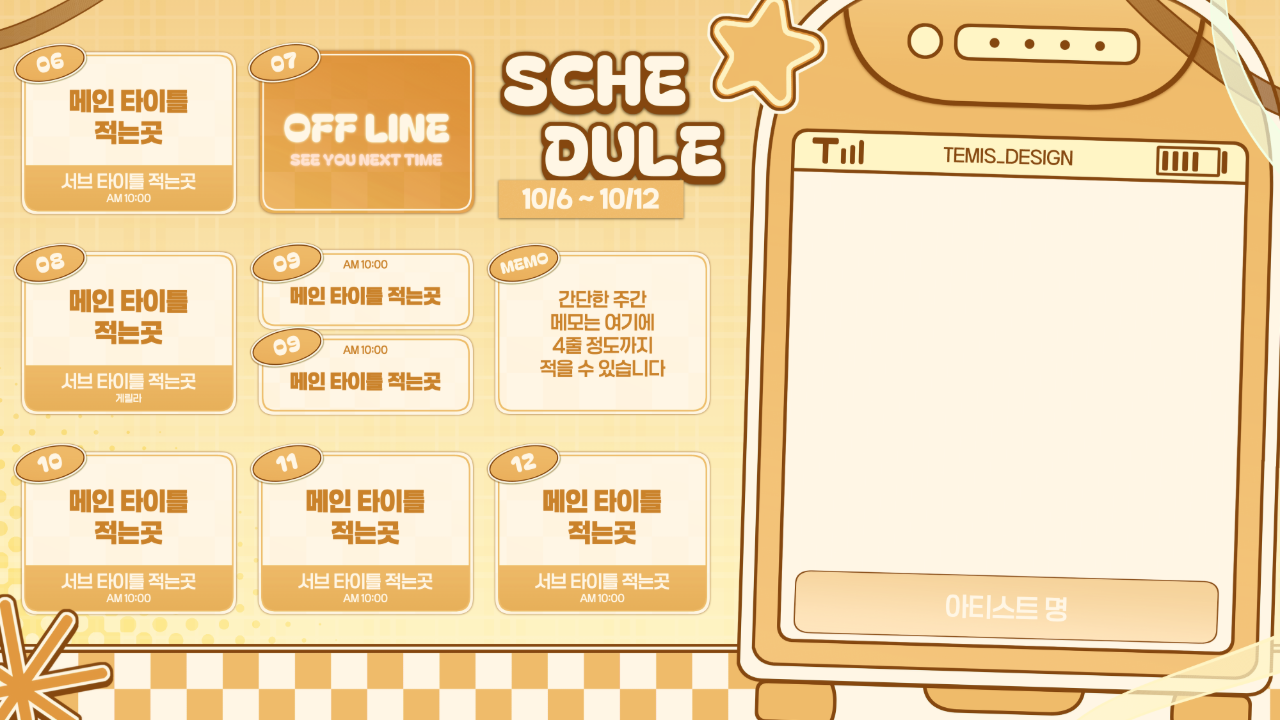 06
메인 타이틀
적는곳
서브 타이틀 적는곳
AM 10:00
07
OFF LINE
SEE YOU NEXT TIME
SCHE
DULE
10/6 ~ 10/12
08
메인 타이틀
적는곳
서브 타이틀 적는곳
게릴라
09
AM 10:00
메인 타이틀 적는곳
09
AM 10:00
메인 타이틀 적는곳
MEMO
간단한 주간
메모는 여기에
4줄 정도까지
적을 수 있습니다
10
메인 타이틀
적는곳
서브 타이틀 적는곳
AM 10:00
11
메인 타이틀
적는곳
서브 타이틀 적는곳
AM 10:00
12
메인 타이틀
적는곳
서브 타이틀 적는곳
AM 10:00
TEMIS_DESIGN
아티스트 명